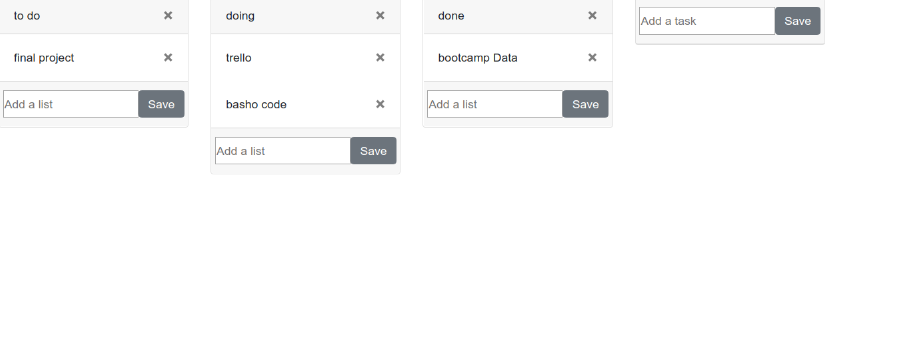 to do
final project
Add a list Save
doing
trello
basho code
Add a list Save
done
bootcamp Data
Add a list Save
Add a task Save